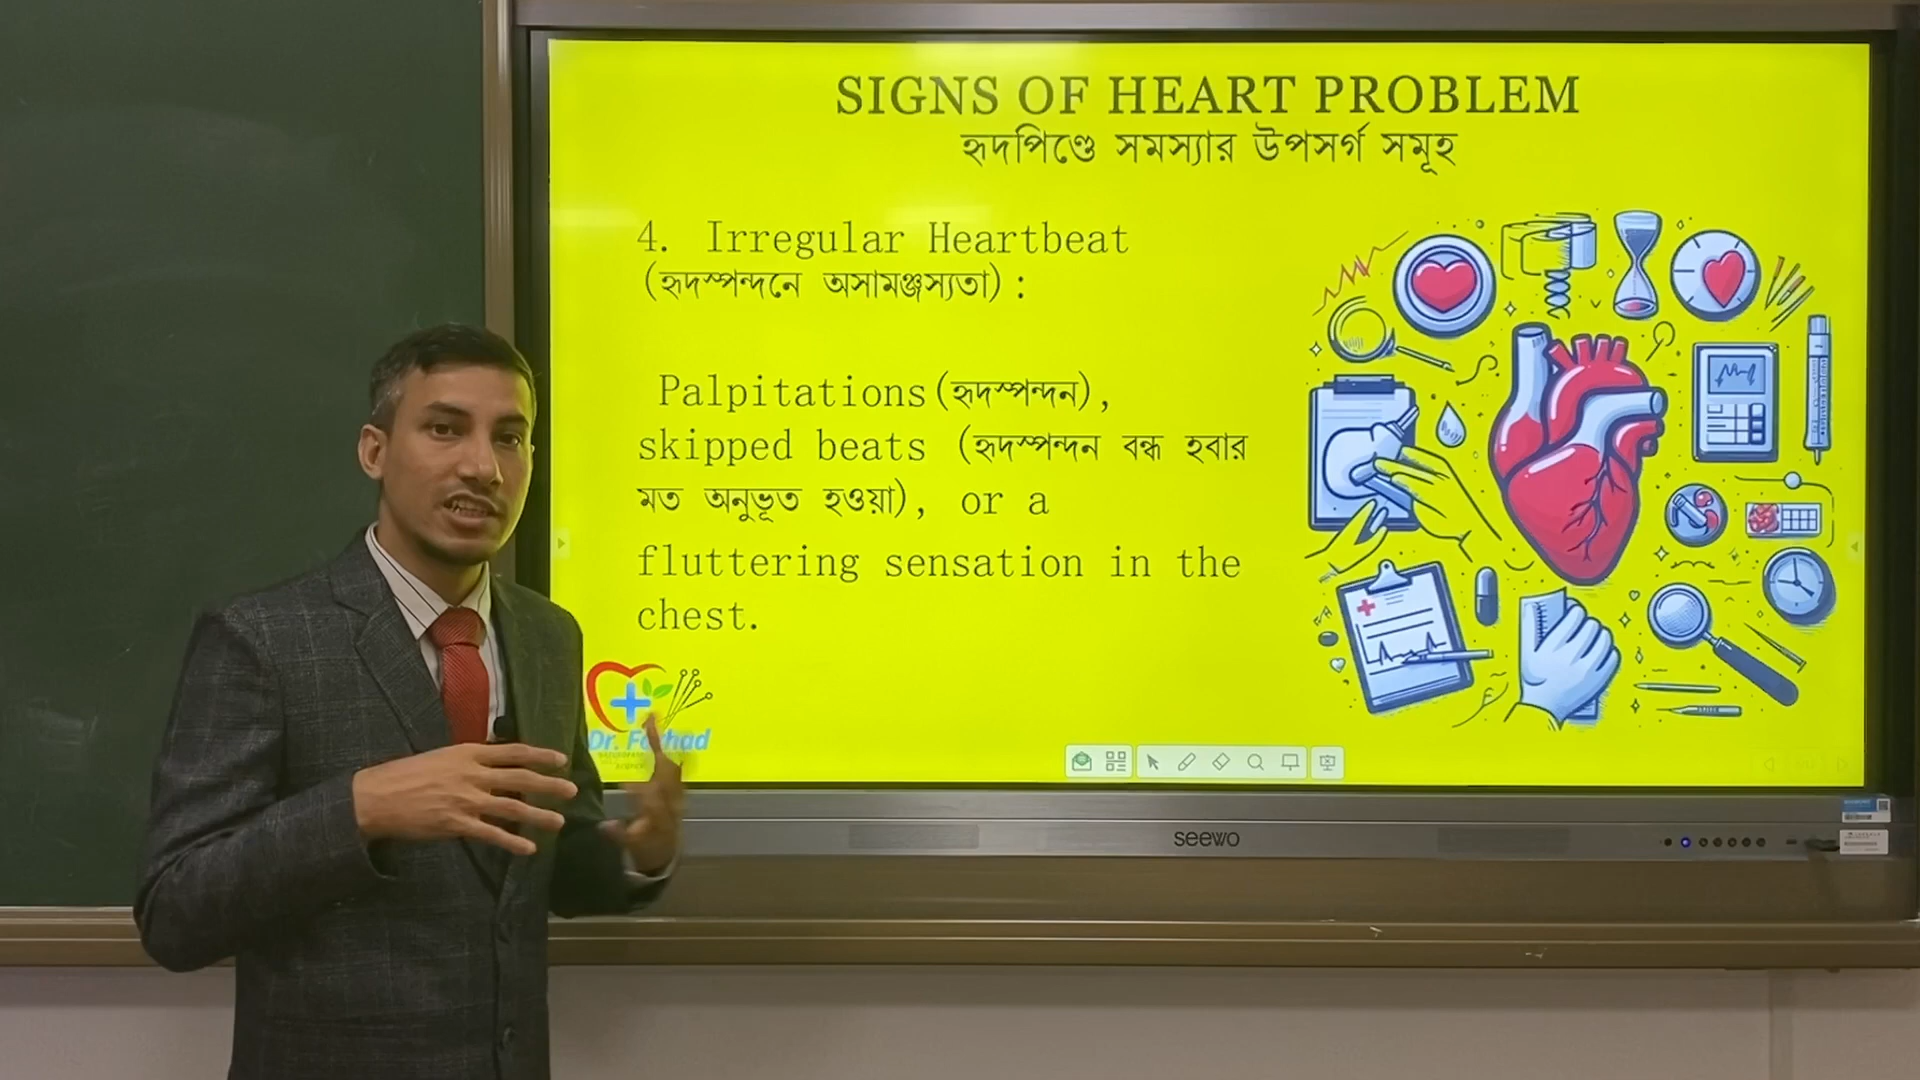 SIGNS OF HEART PROBLEM
হৃদপিণ্ডে সমস্যার উপসর্গ সমূহ
4. Irregular Heartbeat
(হৃদস্পন্দনে অসামঞ্জস্যতা):
Palpitations(হৃদস্পন্দন),
skipped beats (হৃদস্পন্দন বন্ধ হবার
মত অনুভূত হওয়া), or a
fluttering sensation in the
chest.
Dr.
seewo